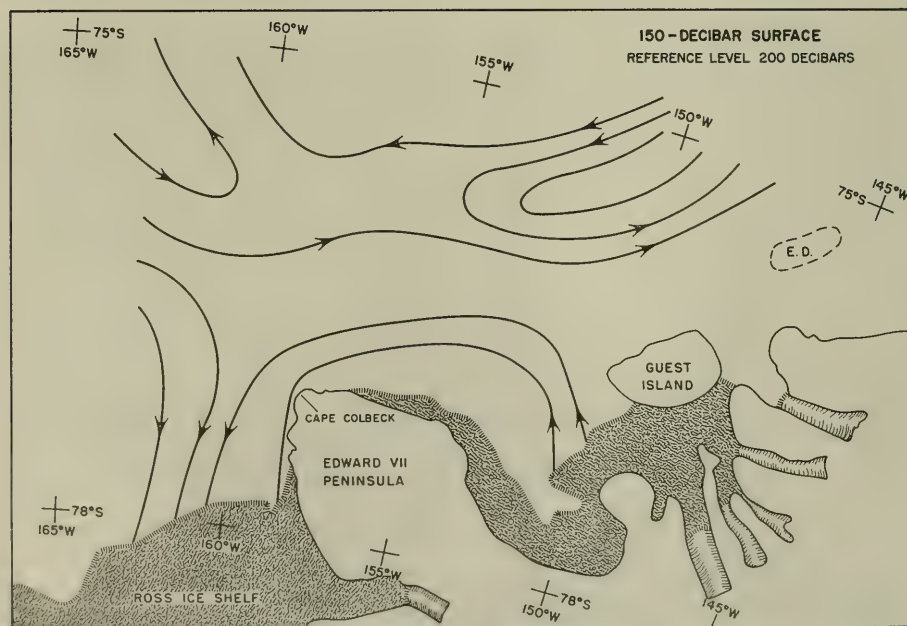 150-DECIBAR SURFACE
REFERENCE LEVEL 200 DECIBARS
75°S
165°W
160°W
155°W
150°W
145°W
75°S
E. D.
GUEST
ISLAND
CAPE COLBECK
EDWARD VII
PENINSULA
78°S
165°W
160°W
155°W
78°S
150°W
145°W
ROSS ICE SHELF